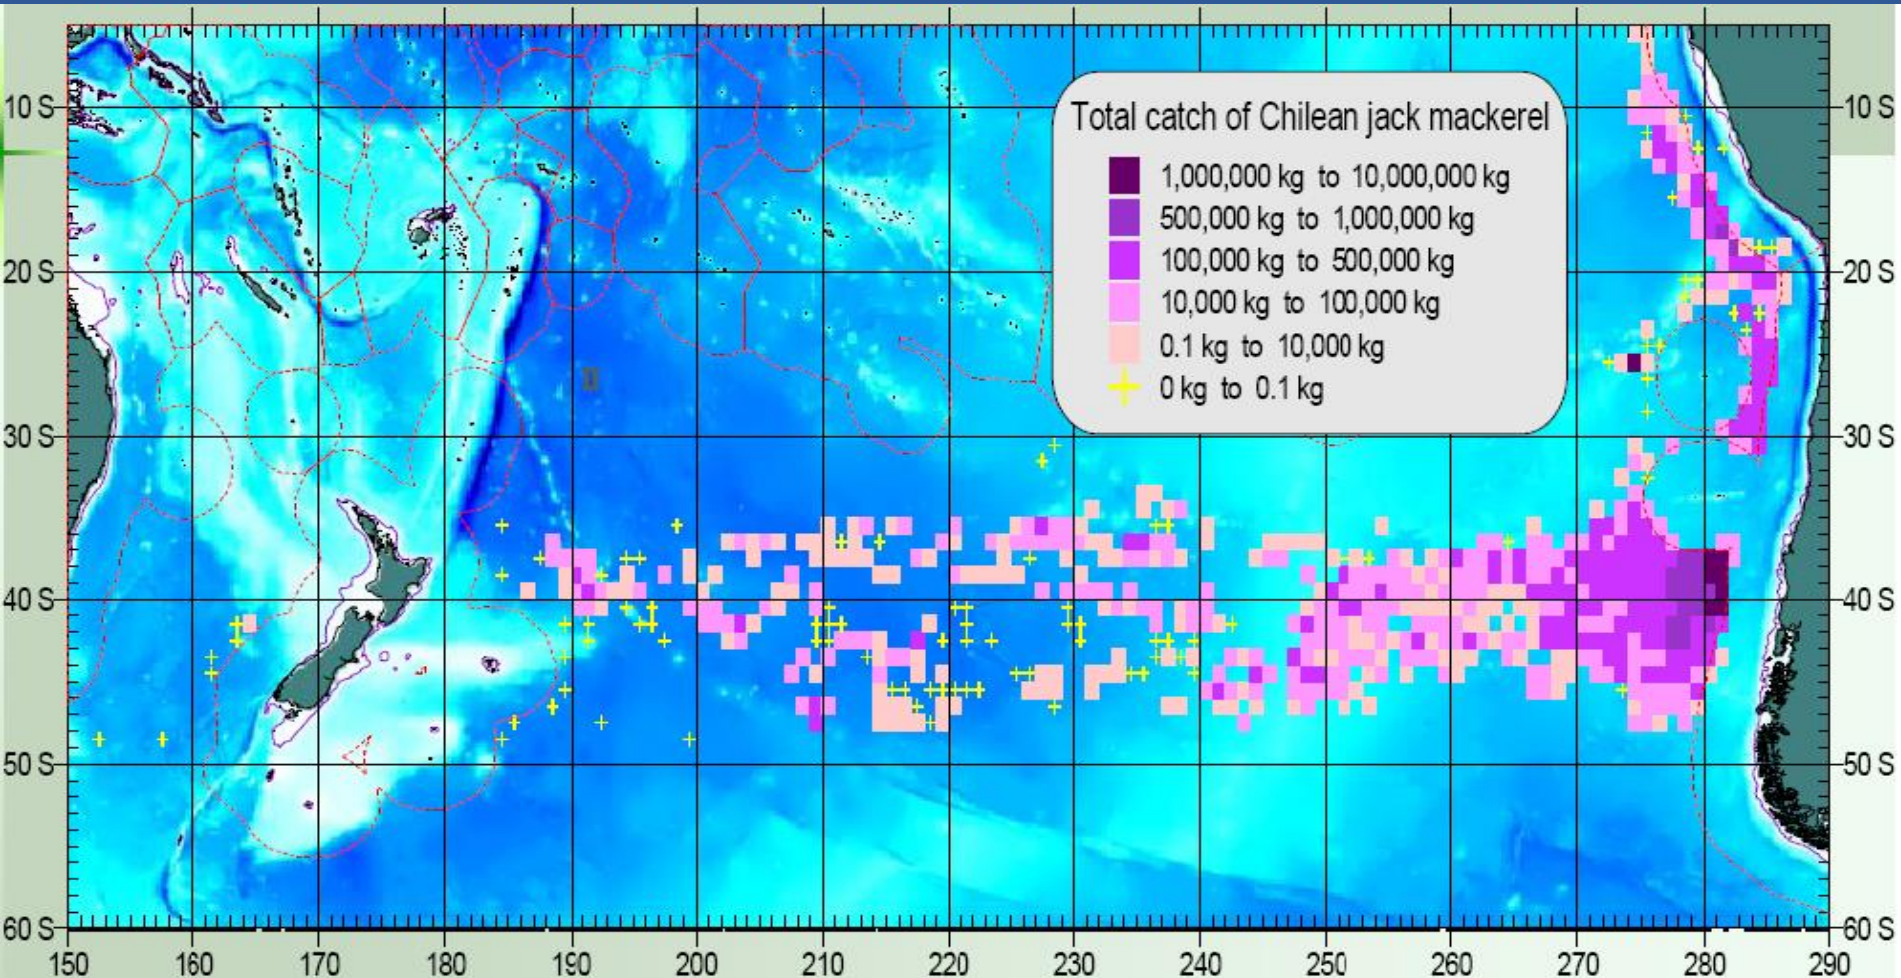 Total catch of Chilean jack mackerel
1,000,000 kg to 10,000,000 kg
500,000 kg to 1,000,000 kg
100,000 kg to 500,000 kg
10,000 kg to 100,000 kg
0.1 kg to 10,000 kg
0 kg to 0.1 kg
10 S 10 S
20 S 20 S
30 S 30 S
40 S 40 S
50 S 50 S
60 S 60 S
150 160 170 180 190 200 210 220 230 240 250 260 270 280 290